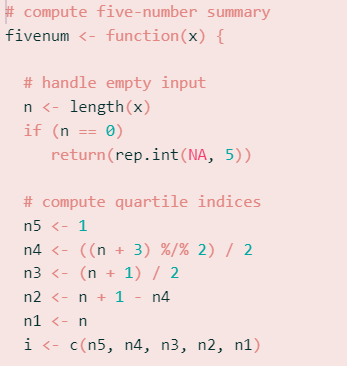 # compute five-number summary
fivenum <- function(x) {
# handle empty input
n <- length(x)
if (n == 0)
return(rep.int(NA, 5))
# compute quartile indices
n5 <- 1
n4 <- ((n + 3) %/% 2) / 2
n3 <- (n + 1) / 2
n2 <- n + 1 - n4
n1 <- n
i <- c(n5, n4, n3, n2, n1)